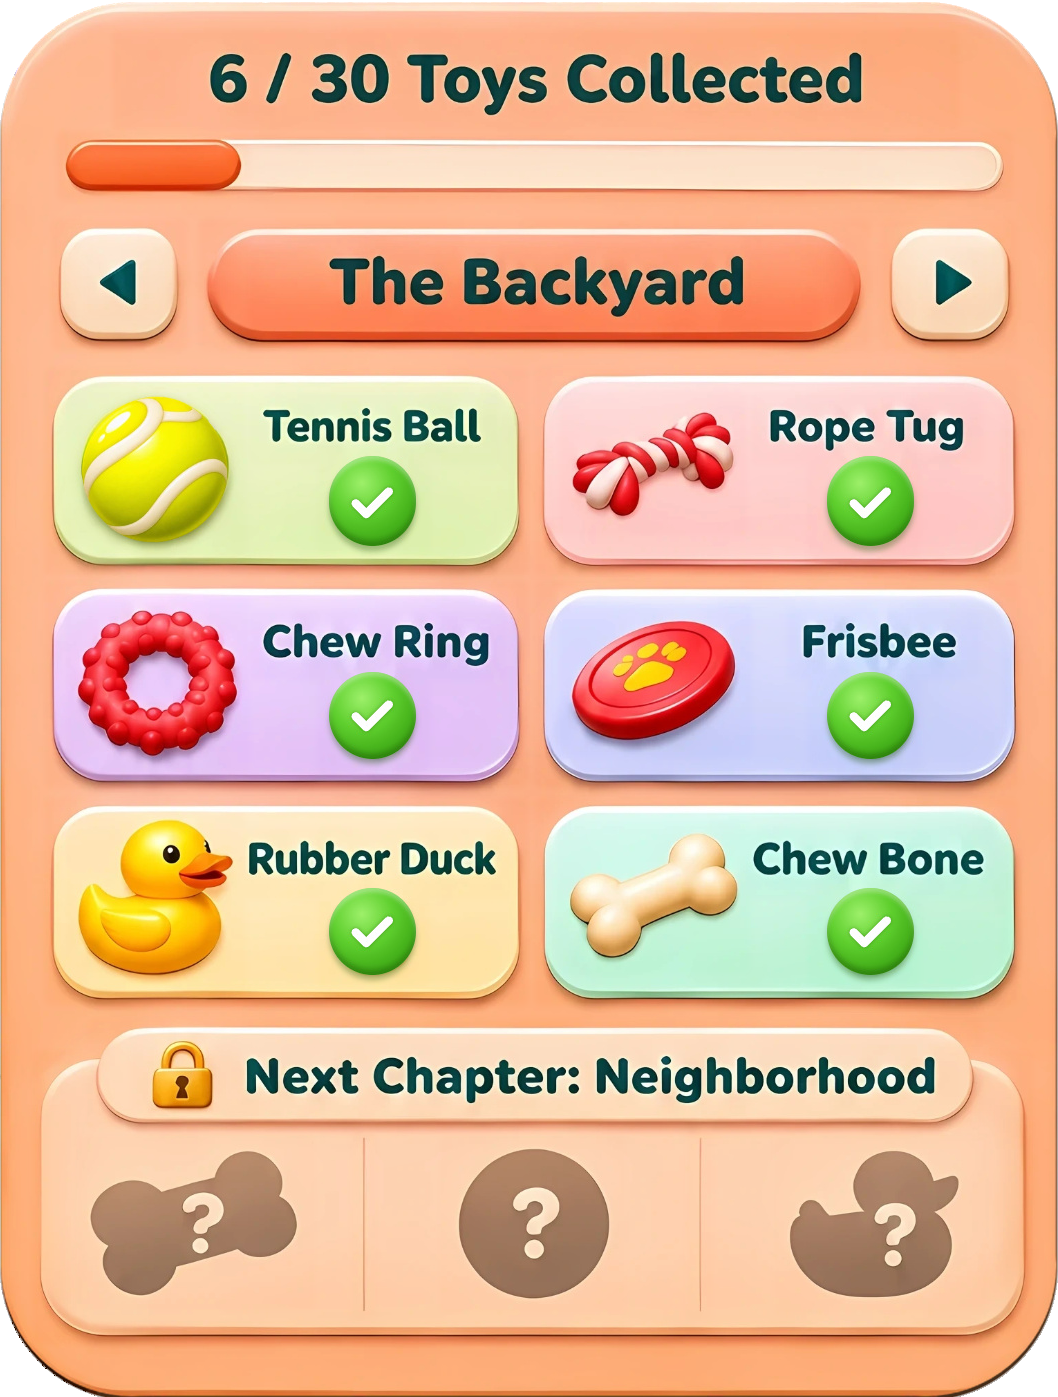 6 / 30 Toys Collected
The Backyard
Tennis Ball
Rope Tug
Chew Ring
Frisbee
Rubber Duck
Chew Bone
Next Chapter: Neighborhood
?
?
?